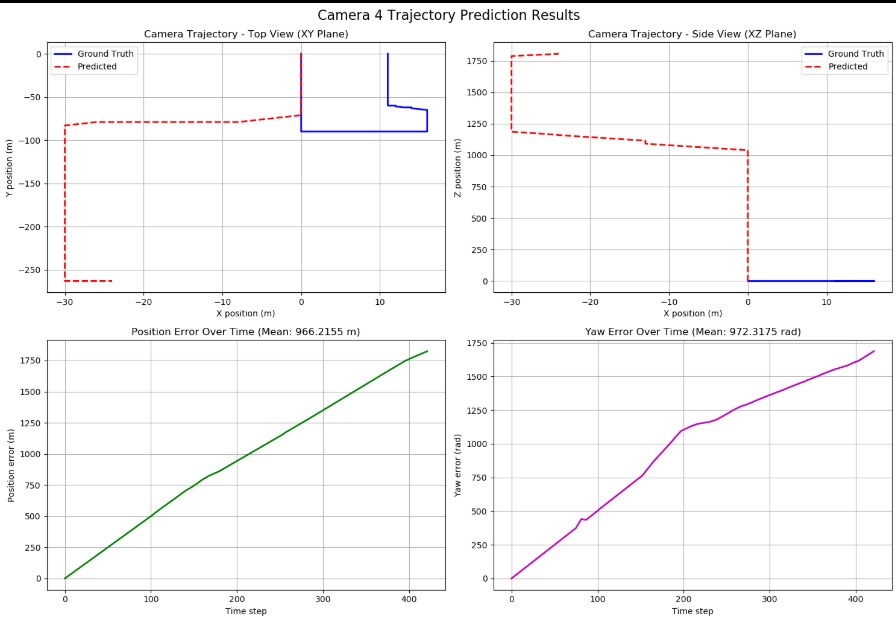 Camera 4 Trajectory Prediction Results
Camera Trajectory - Top View (XY Plane)
Ground Truth
Predicted
0
−50
−100
−150
−200
−250
Y position (m)
−30 −20 −10 0 10
X position (m)
Camera Trajectory - Side View (XZ Plane)
Ground Truth
Predicted
1750
1500
1250
1000
750
500
250
0
Z position (m)
−30 −20 −10 0 10
X position (m)
Position Error Over Time (Mean: 966.2155 m)
1750
1500
1250
1000
750
500
250
0
Position error (m)
0 100 200 300 400
Time step
Yaw Error Over Time (Mean: 972.3175 rad)
1750
1500
1250
1000
750
500
250
0
Yaw error (rad)
0 100 200 300 400
Time step